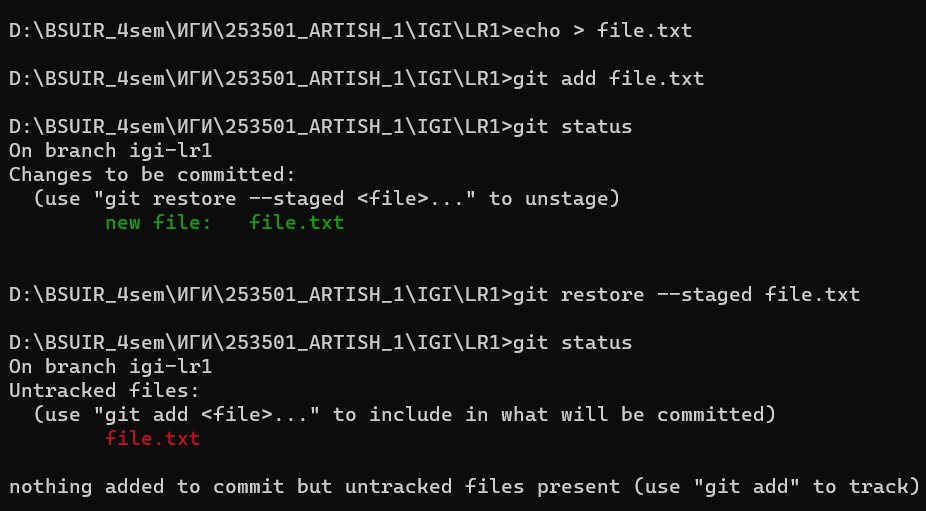 D:\BSUIR_4sem\ИГИ\253501_ARTISH_1\IGI\LR1>echo > file.txt
D:\BSUIR_4sem\ИГИ\253501_ARTISH_1\IGI\LR1>git add file.txt
D:\BSUIR_4sem\ИГИ\253501_ARTISH_1\IGI\LR1>git status
On branch igi-lr1
Changes to be committed:
  (use "git restore --staged <file>..." to unstage)
        new file:   file.txt
D:\BSUIR_4sem\ИГИ\253501_ARTISH_1\IGI\LR1>git restore --staged file.txt
D:\BSUIR_4sem\ИГИ\253501_ARTISH_1\IGI\LR1>git status
On branch igi-lr1
Untracked files:
  (use "git add <file>..." to include in what will be committed)
        file.txt
nothing added to commit but untracked files present (use "git add" to track)